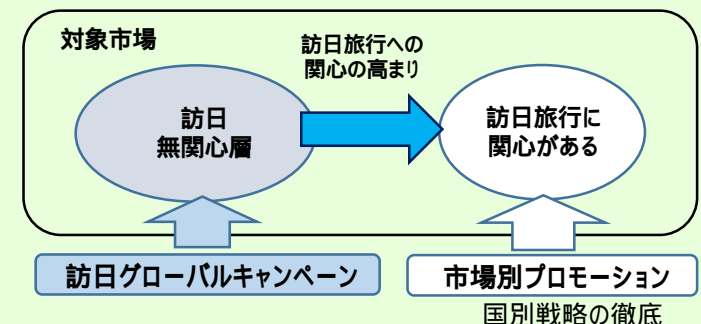 対象市場
訪日旅行への
関心の高まり
訪日
無関心層
訪日旅行に
関心がある
訪日グローバルキャンペーン
市場別プロモーション
国別戦略の徹底